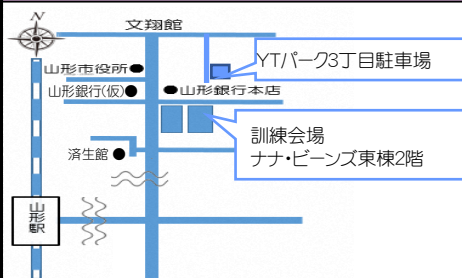 N
文翔館
YTパーク3丁目駐車場
山形市役所●
山形銀行(仮)●
●山形銀行本店
訓練会場
ナナ・ビーンズ東棟2階
済生館●
山形駅